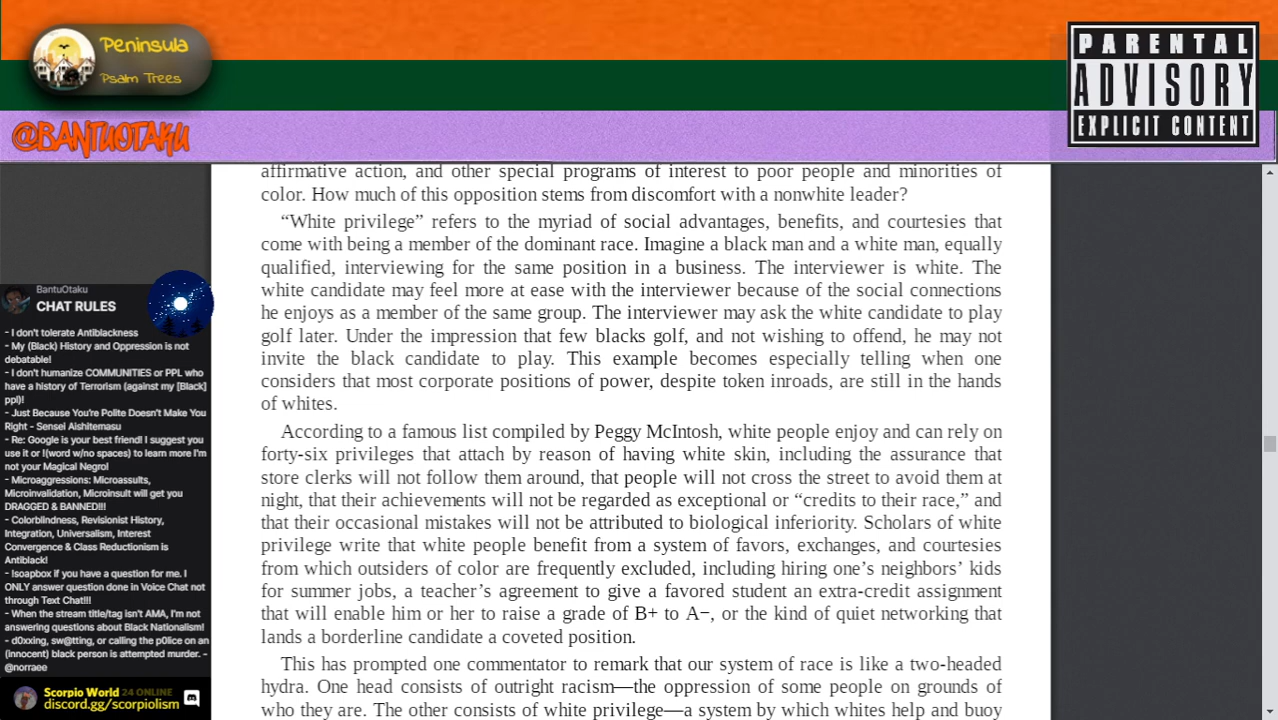 Peninsula
Psalm Trees
PARENTAL
ADVISORY
EXPLICIT CONTENT
@BANTUOTAKU
affirmative action, and other special programs of interest to poor people and minorities of
color. How much of this opposition stems from discomfort with a nonwhite leader?
“White privilege” refers to the myriad of social advantages, benefits, and courtesies that
come with being a member of the dominant race. Imagine a black man and a white man, equally
qualified, interviewing for the same position in a business. The interviewer is white. The
white candidate may feel more at ease with the interviewer because of the social connections
he enjoys as a member of the same group. The interviewer may ask the white candidate to play
golf later. Under the impression that few blacks golf, and not wishing to offend, he may not
invite the black candidate to play. This example becomes especially telling when one
considers that most corporate positions of power, despite token inroads, are still in the hands
of whites.
According to a famous list compiled by Peggy McIntosh, white people enjoy and can rely on
forty-six privileges that attach by reason of having white skin, including the assurance that
store clerks will not follow them around, that people will not cross the street to avoid them at
night, that their achievements will not be regarded as exceptional or “credits to their race,” and
that their occasional mistakes will not be attributed to biological inferiority. Scholars of white
privilege write that white people benefit from a system of favors, exchanges, and courtesies
from which outsiders of color are frequently excluded, including hiring one’s neighbors’ kids
for summer jobs, a teacher’s agreement to give a favored student an extra-credit assignment
that will enable him or her to raise a grade of B+ to A−, or the kind of quiet networking that
lands a borderline candidate a coveted position.
This has prompted one commentator to remark that our system of race is like a two-headed
hydra. One head consists of outright racism—the oppression of some people on grounds of
who they are. The other consists of white privilege—a system by which whites help and buoy
BantuOtaku
CHAT RULES
- I don't tolerate Antiblackness
- My (Black) History and Oppression is not
debatable!
- I don't humanize COMMUNITIES or PPL who
have a history of Terrorism (against my [Black]
ppl)!
- Just Because You're Polite Doesn't Make You
Right - Sensei Aishitemasu
- Re: Google is your best friend! I suggest you
use it or !(word w/no spaces) to learn more I'm
not your Magical Negro!
- Microaggressions: Microassults,
Microinvalidation, Microinsult will get you
DRAGGED & BANNED!!!
- Colorblindness, Revisionist History,
Integration, Universalism, Interest
Convergence & Class Reductionism is
Antiblack!
- !soapbox if you have a question for me. I
ONLY answer question done in Voice Chat not
through Text Chat!!!
- When the stream title/tag isn't AMA, I'm not
answering questions about Black Nationalism!
- d0xxing, sw@tting, or calling the p0lice on an
(innocent) black person is attempted murder. -
@norraee
Scorpio World 24 ONLINE
discord.gg/scorpiolism